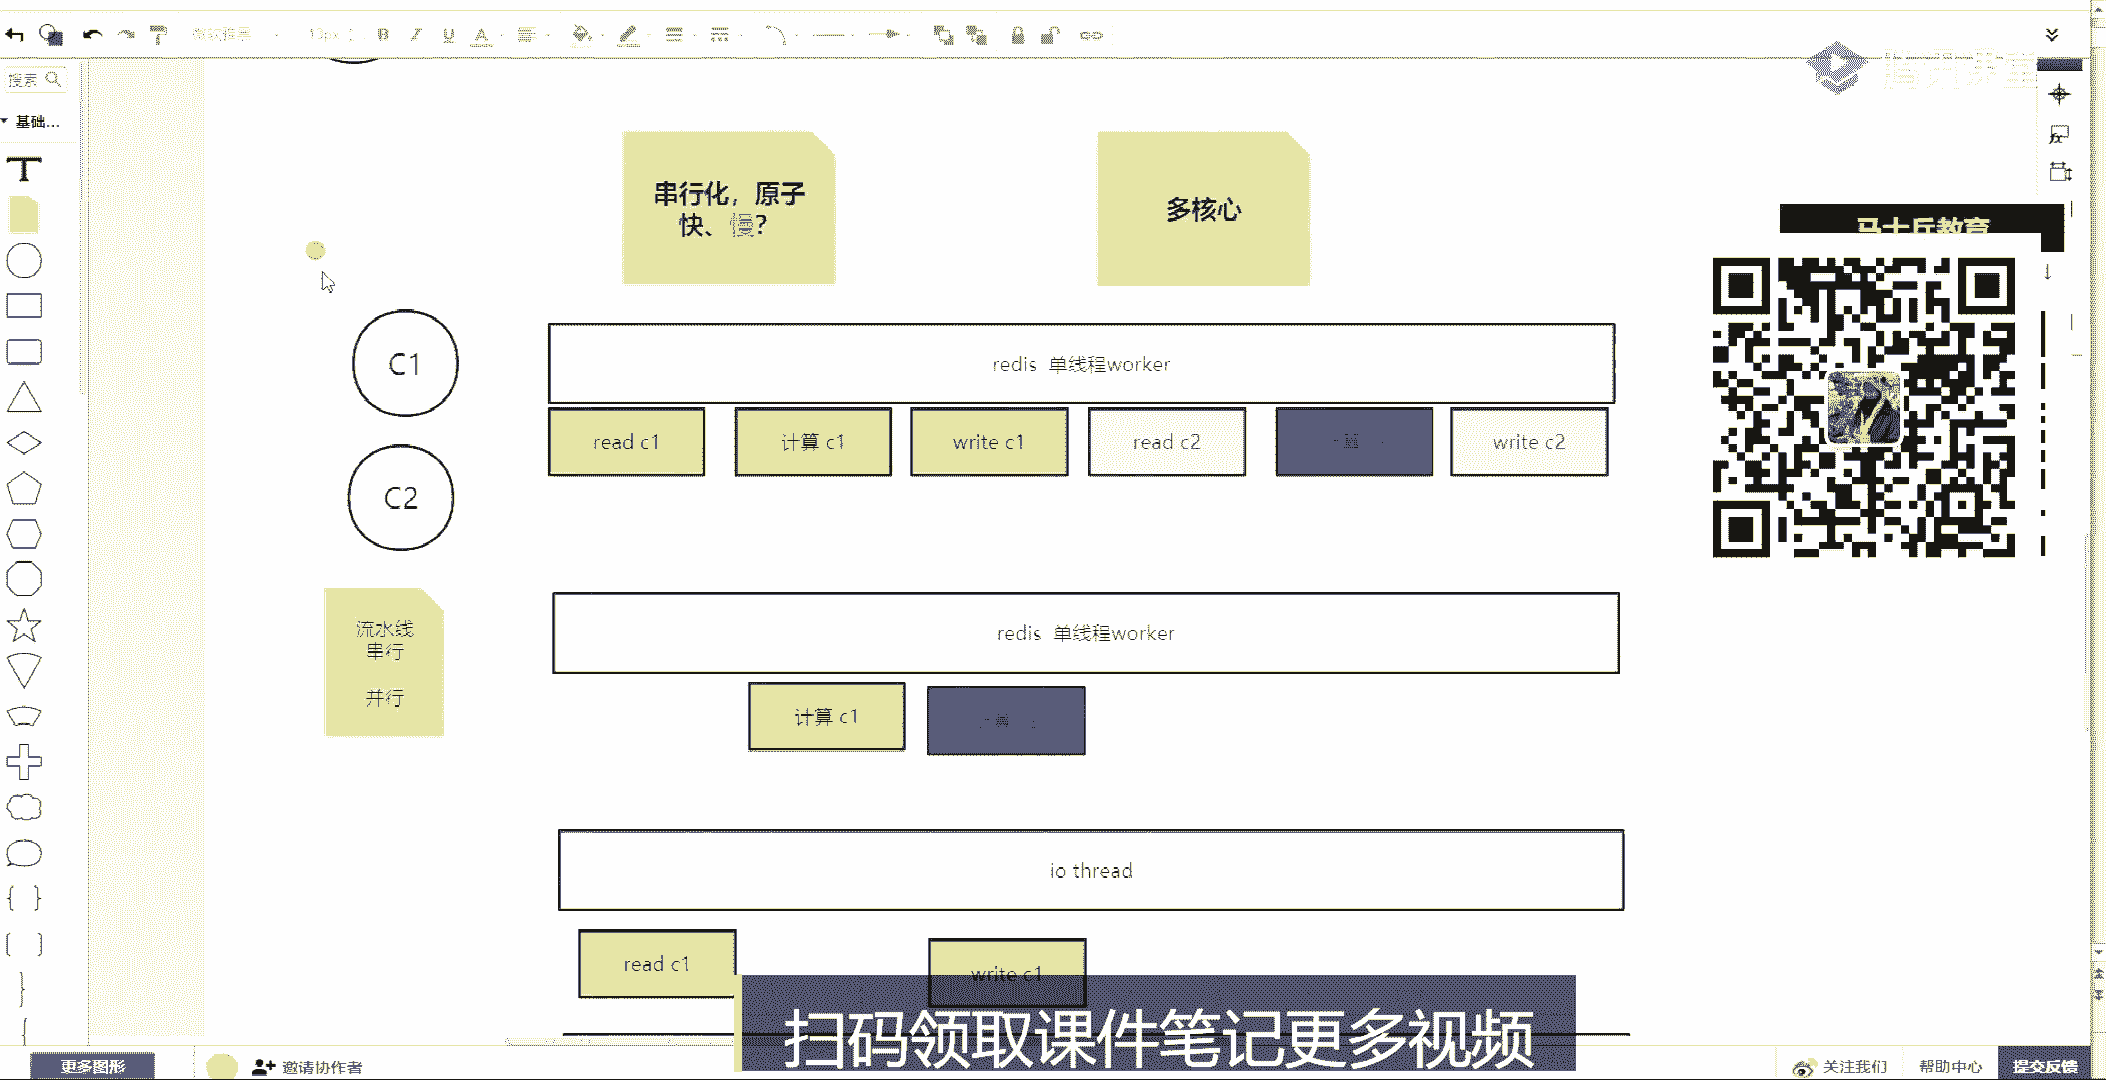 搜索
基础...
T
串行化，原子
快、慢？
多核心
马士兵教育
C1
redis 单线程worker
read c1
计算 c1
write c1
read c2
write c2
C2
流水线
串行
并行
redis 单线程worker
计算 c1
io thread
read c1
write c1
扫码领取课件笔记更多视频
更多图形
邀请协作者
关注我们
帮助中心
提交反馈